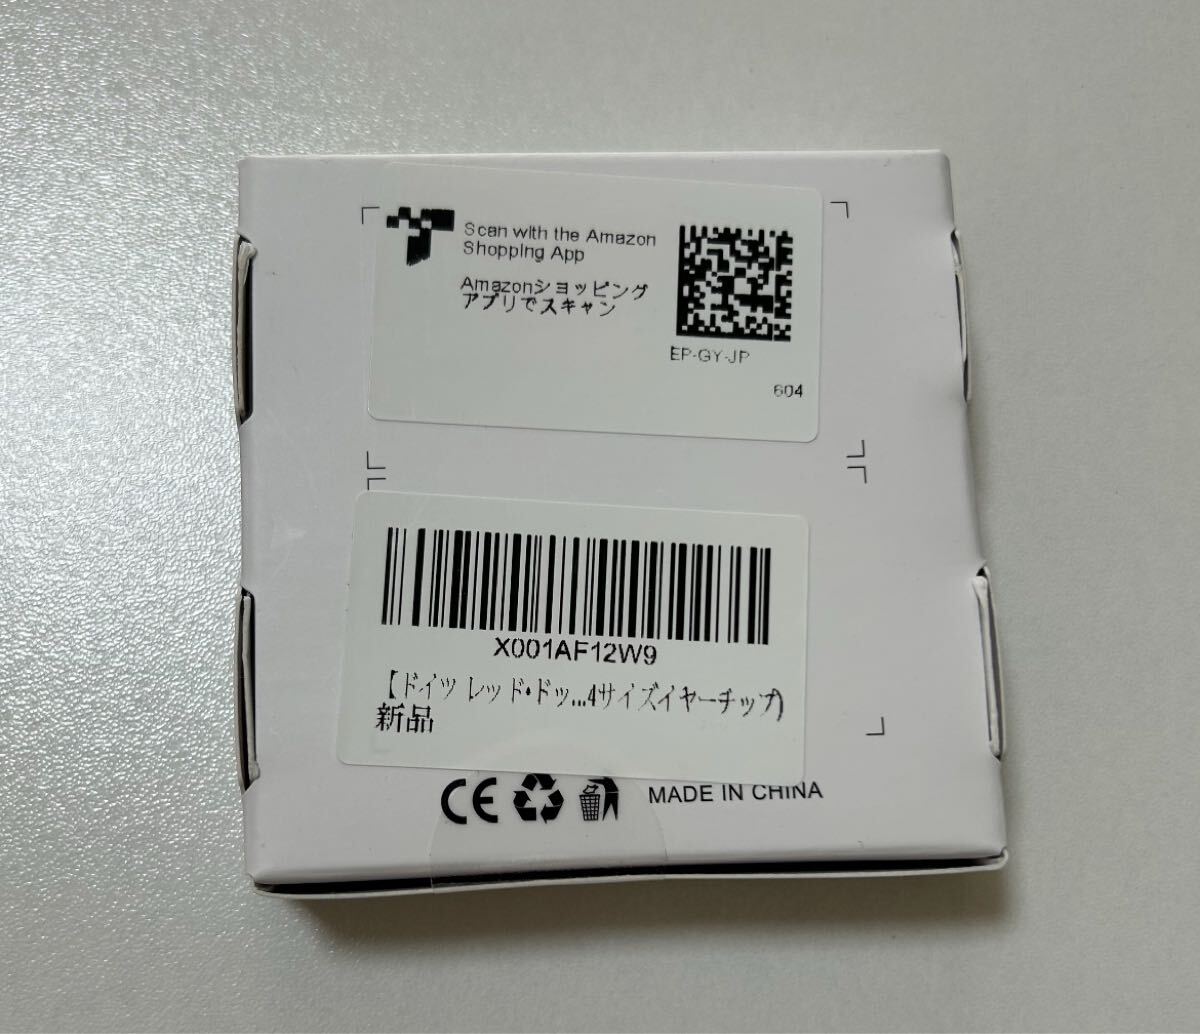 Scan with the Amazon
Shopping App
Amazonショッピング
アプリでスキャン
EP-GY-JP
604
X001AF12W9
【ドイツ レッド・ドッ...4サイズイヤーチップ)
新品
CE
MADE IN CHINA